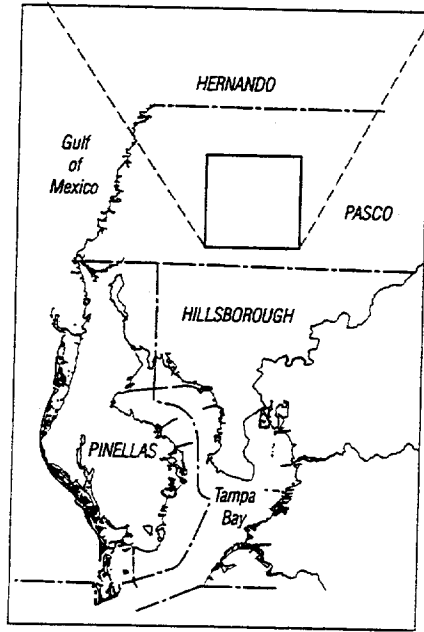 HERNANDO
Gulf
of
Mexico
PASCO
HILLSBOROUGH
PINELLAS
Tampa
Bay